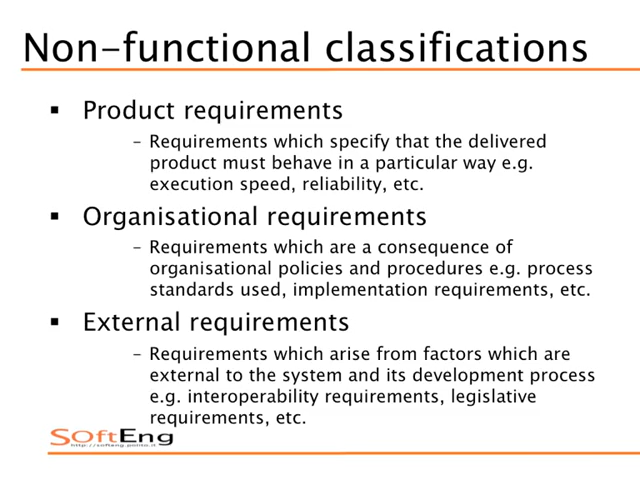 Non-functional classifications
▪ Product requirements
– Requirements which specify that the delivered
product must behave in a particular way e.g.
execution speed, reliability, etc.
▪ Organisational requirements
– Requirements which are a consequence of
organisational policies and procedures e.g. process
standards used, implementation requirements, etc.
▪ External requirements
– Requirements which arise from factors which are
external to the system and its development process
e.g. interoperability requirements, legislative
requirements, etc.
SOftEng
http://softeng.polito.it